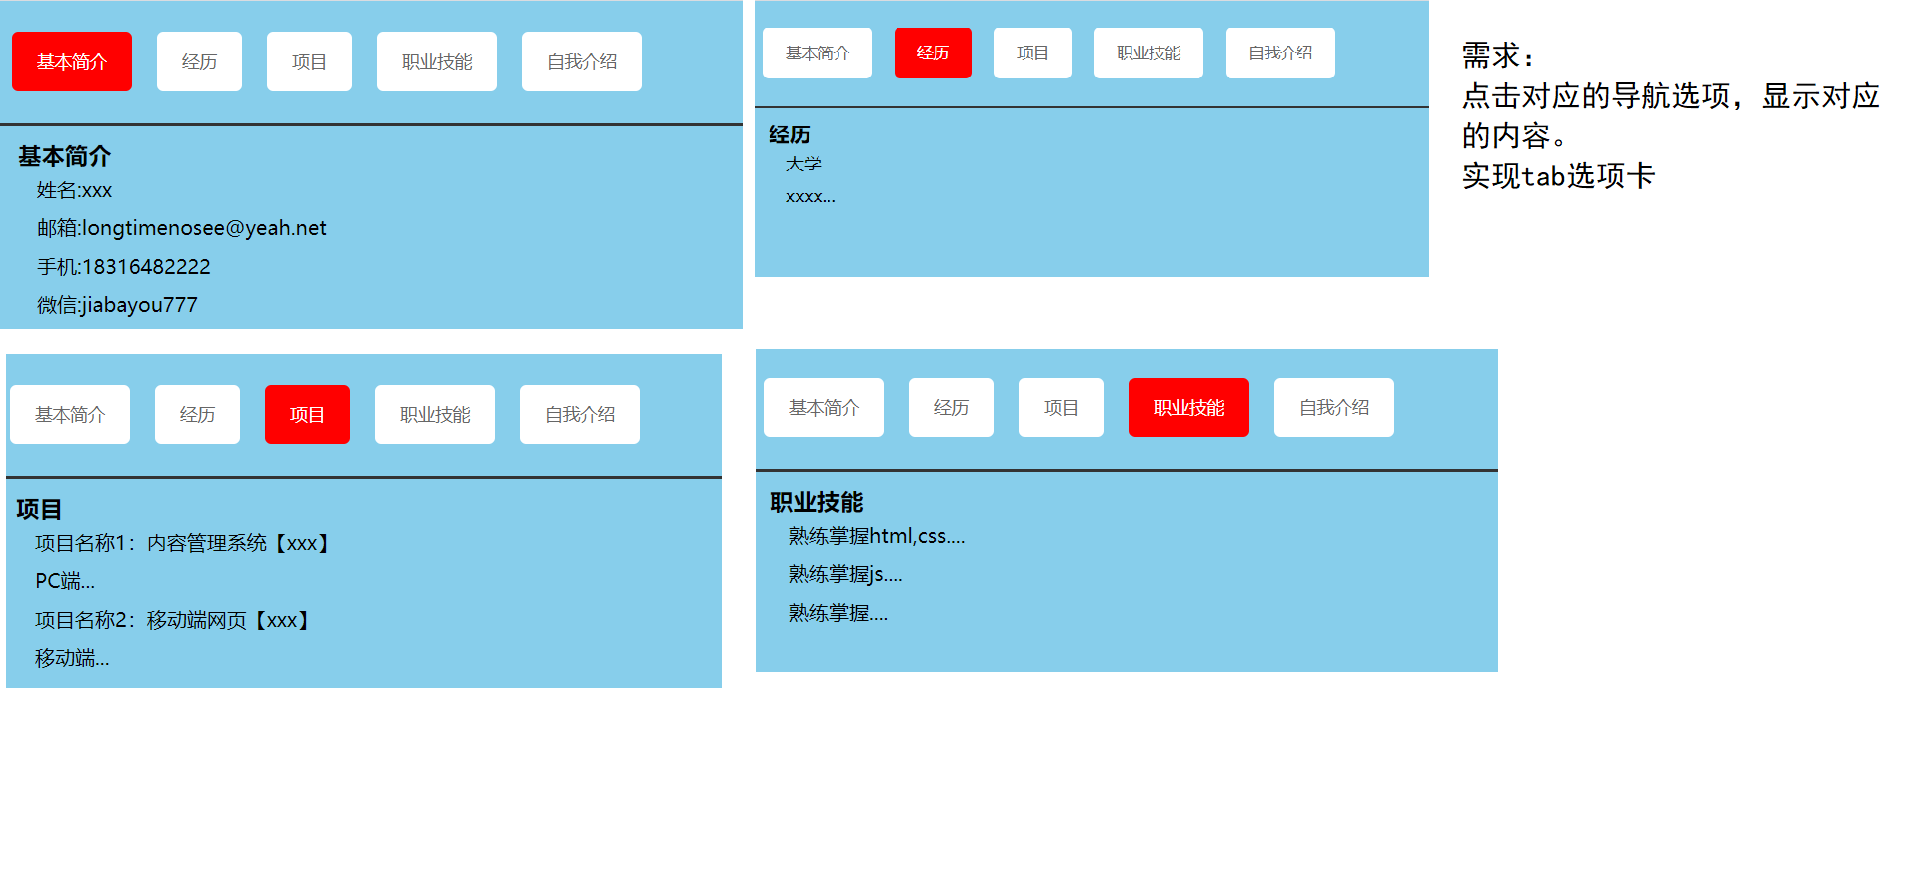 基本简介 经历 项目 职业技能 自我介绍
基本简介
姓名:xxx
邮箱:longtimenosee@yeah.net
手机:18316482222
微信:jiabayou777
基本简介 经历 项目 职业技能 自我介绍
经历
大学
xxxx...
需求：
点击对应的导航选项，显示对应
的内容。
实现tab选项卡
基本简介 经历 项目 职业技能 自我介绍
项目
项目名称1：内容管理系统【xxx】
PC端...
项目名称2：移动端网页【xxx】
移动端...
基本简介 经历 项目 职业技能 自我介绍
职业技能
熟练掌握html,css....
熟练掌握js....
熟练掌握....